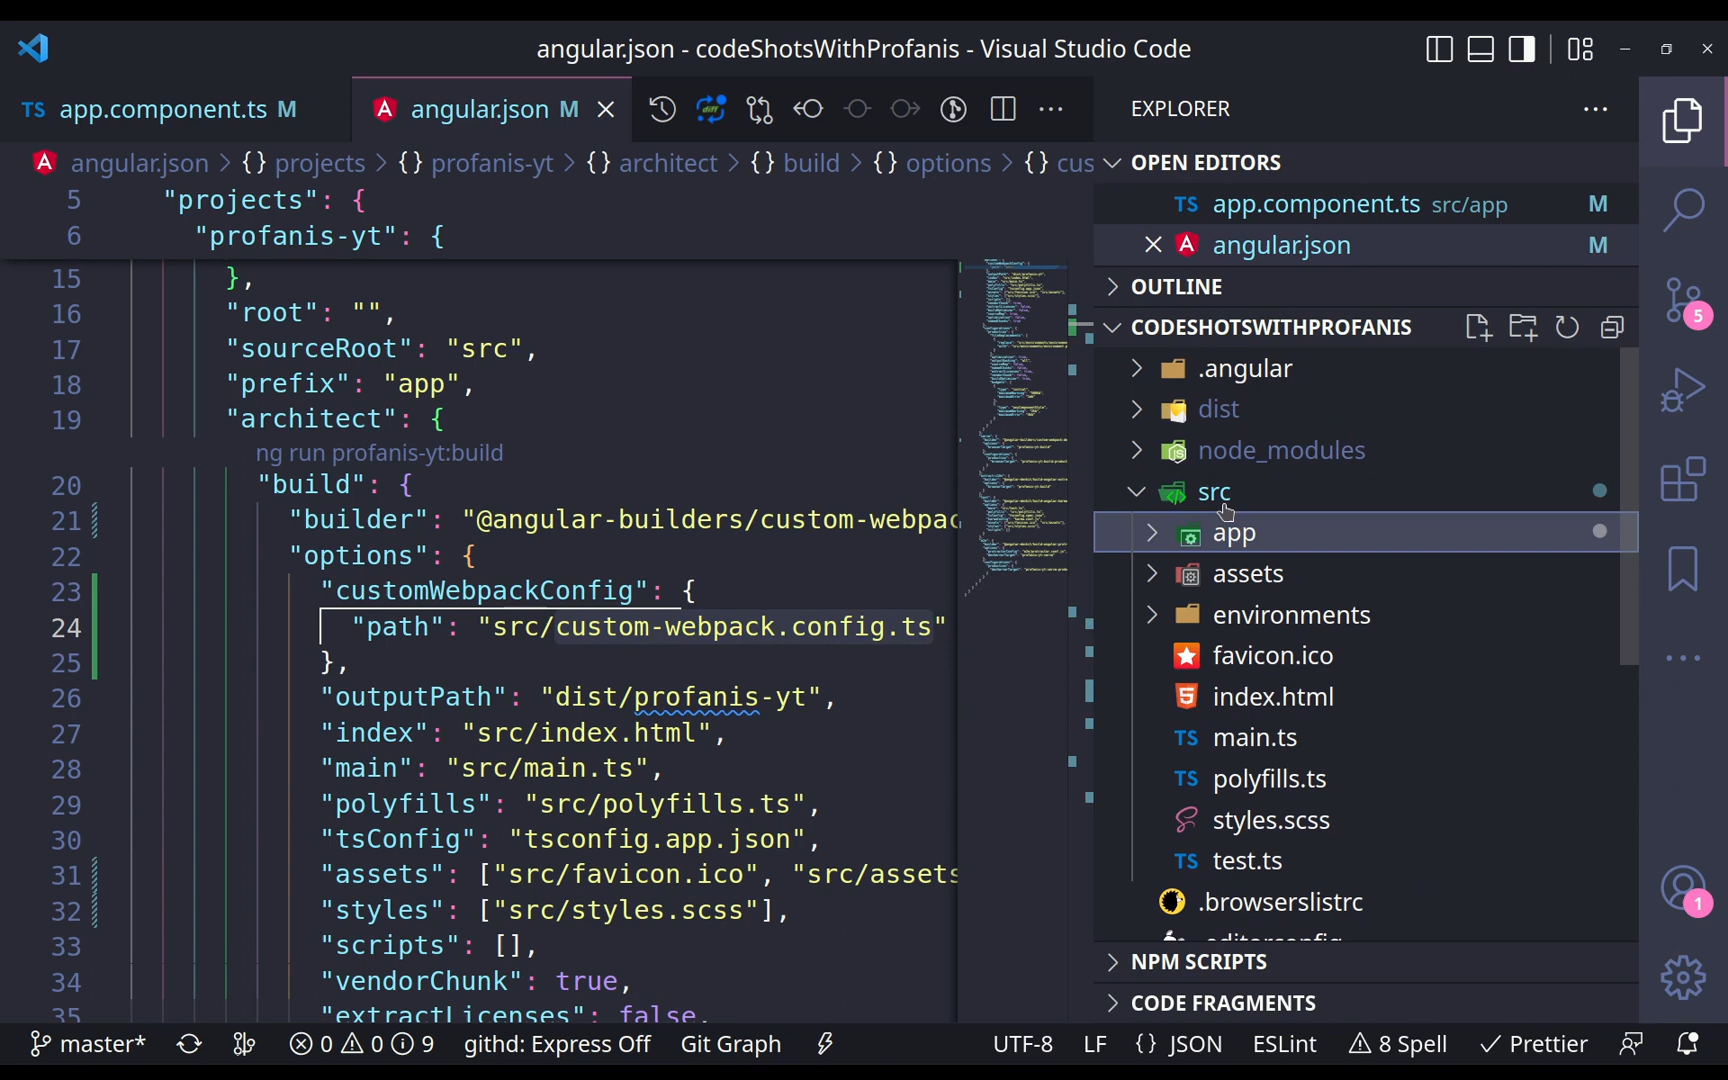 angular.json - codeShotsWithProfanis - Visual Studio Code
TS app.component.ts M
angular.json M
EXPLORER
angular.json > {} projects > {} profanis-yt > {} architect > {} build > {} options > {} cus
5 "projects": {
6 "profanis-yt": {
15 },
16 "root": "",
17 "sourceRoot": "src",
18 "prefix": "app",
19 "architect": {
ng run profanis-yt:build
20 "build": {
21 "builder": "@angular-builders/custom-webpac
22 "options": {
23 "customWebpackConfig": {
24 "path": "src/custom-webpack.config.ts"
25 },
26 "outputPath": "dist/profanis-yt",
27 "index": "src/index.html",
28 "main": "src/main.ts",
29 "polyfills": "src/polyfills.ts",
30 "tsConfig": "tsconfig.app.json",
31 "assets": ["src/favicon.ico", "src/assets
32 "styles": ["src/styles.scss"],
33 "scripts": [],
34 "vendorChunk": true,
35 "extractLicenses": false,
OPEN EDITORS
TS app.component.ts src/app M
angular.json M
OUTLINE
CODESHOTSWITHPROFANIS
.angular
dist
node_modules
src
app
assets
environments
favicon.ico
index.html
TS main.ts
TS polyfills.ts
styles.scss
TS test.ts
.browserslistrc
.editorconfig
NPM SCRIPTS
CODE FRAGMENTS
5
1
master* 0 0 9 githd: Express Off Git Graph UTF-8 LF {} JSON ESLint 8 Spell Prettier